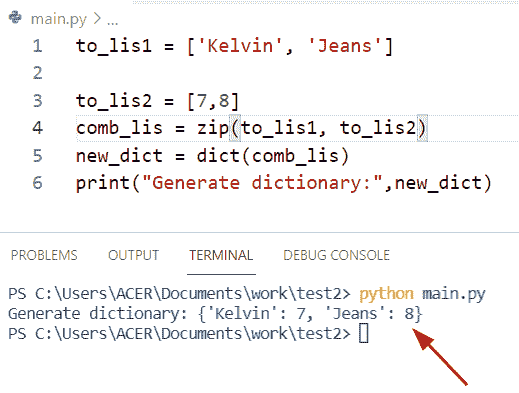 main.py > ...
1 to_lis1 = ['Kelvin', 'Jeans']
2
3 to_lis2 = [7,8]
4 comb_lis = zip(to_lis1, to_lis2)
5 new_dict = dict(comb_lis)
6 print("Generate dictionary:",new_dict)
PROBLEMS OUTPUT TERMINAL DEBUG CONSOLE
PS C:\Users\ACER\Documents\work\test2> python main.py
Generate dictionary: {'Kelvin': 7, 'Jeans': 8}
PS C:\Users\ACER\Documents\work\test2>